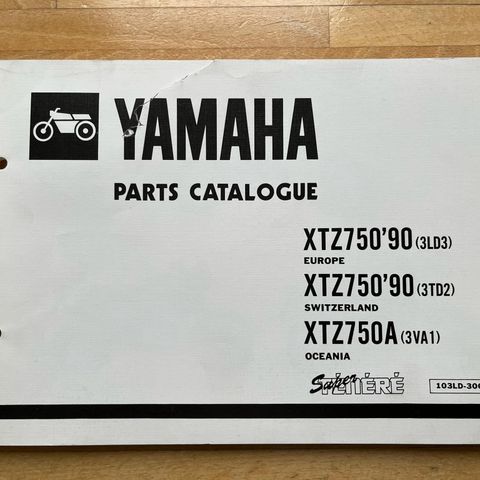 YAMAHA
PARTS CATALOGUE
XTZ750'90 (3LD3)
EUROPE
XTZ750'90 (3TD2)
SWITZERLAND
XTZ750A (3VA1)
OCEANIA
Super TÉNÉRÉ